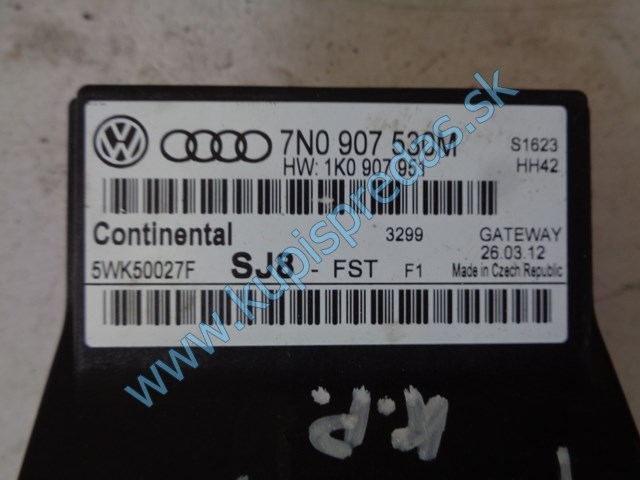 7N0 907 530M
S1623
HW: 1K0 907 951
HH42
Continental
3299
GATEWAY
26.03.12
5WK50027F
SJ8 - FST F1
Made in Czech Republic
www.kupispredas.sk
K.P.